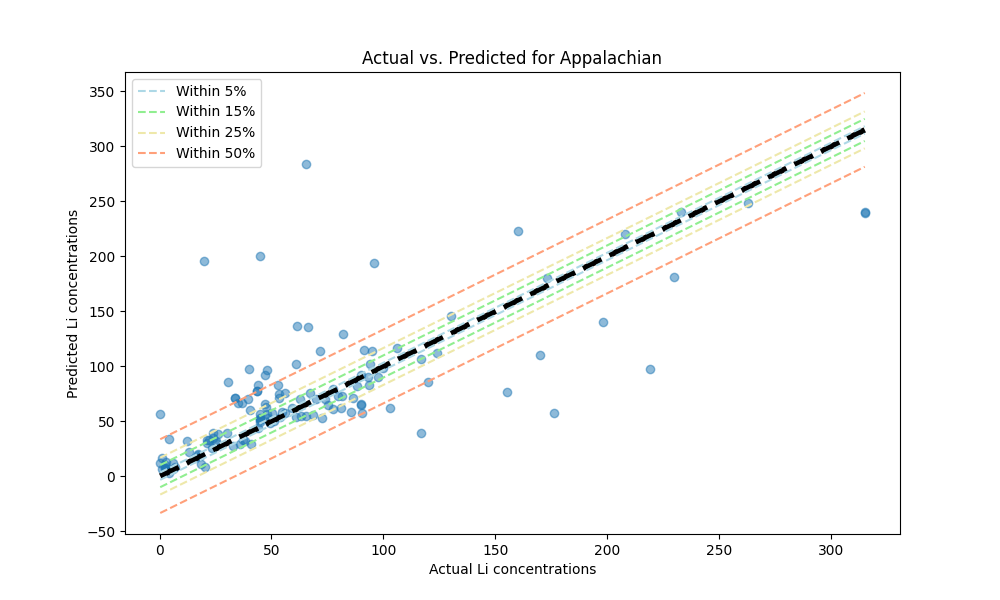 Actual vs. Predicted for Appalachian
Within 5%
Within 15%
Within 25%
Within 50%
350
300
250
200
150
100
50
0
−50
Predicted Li concentrations
0 50 100 150 200 250 300
Actual Li concentrations